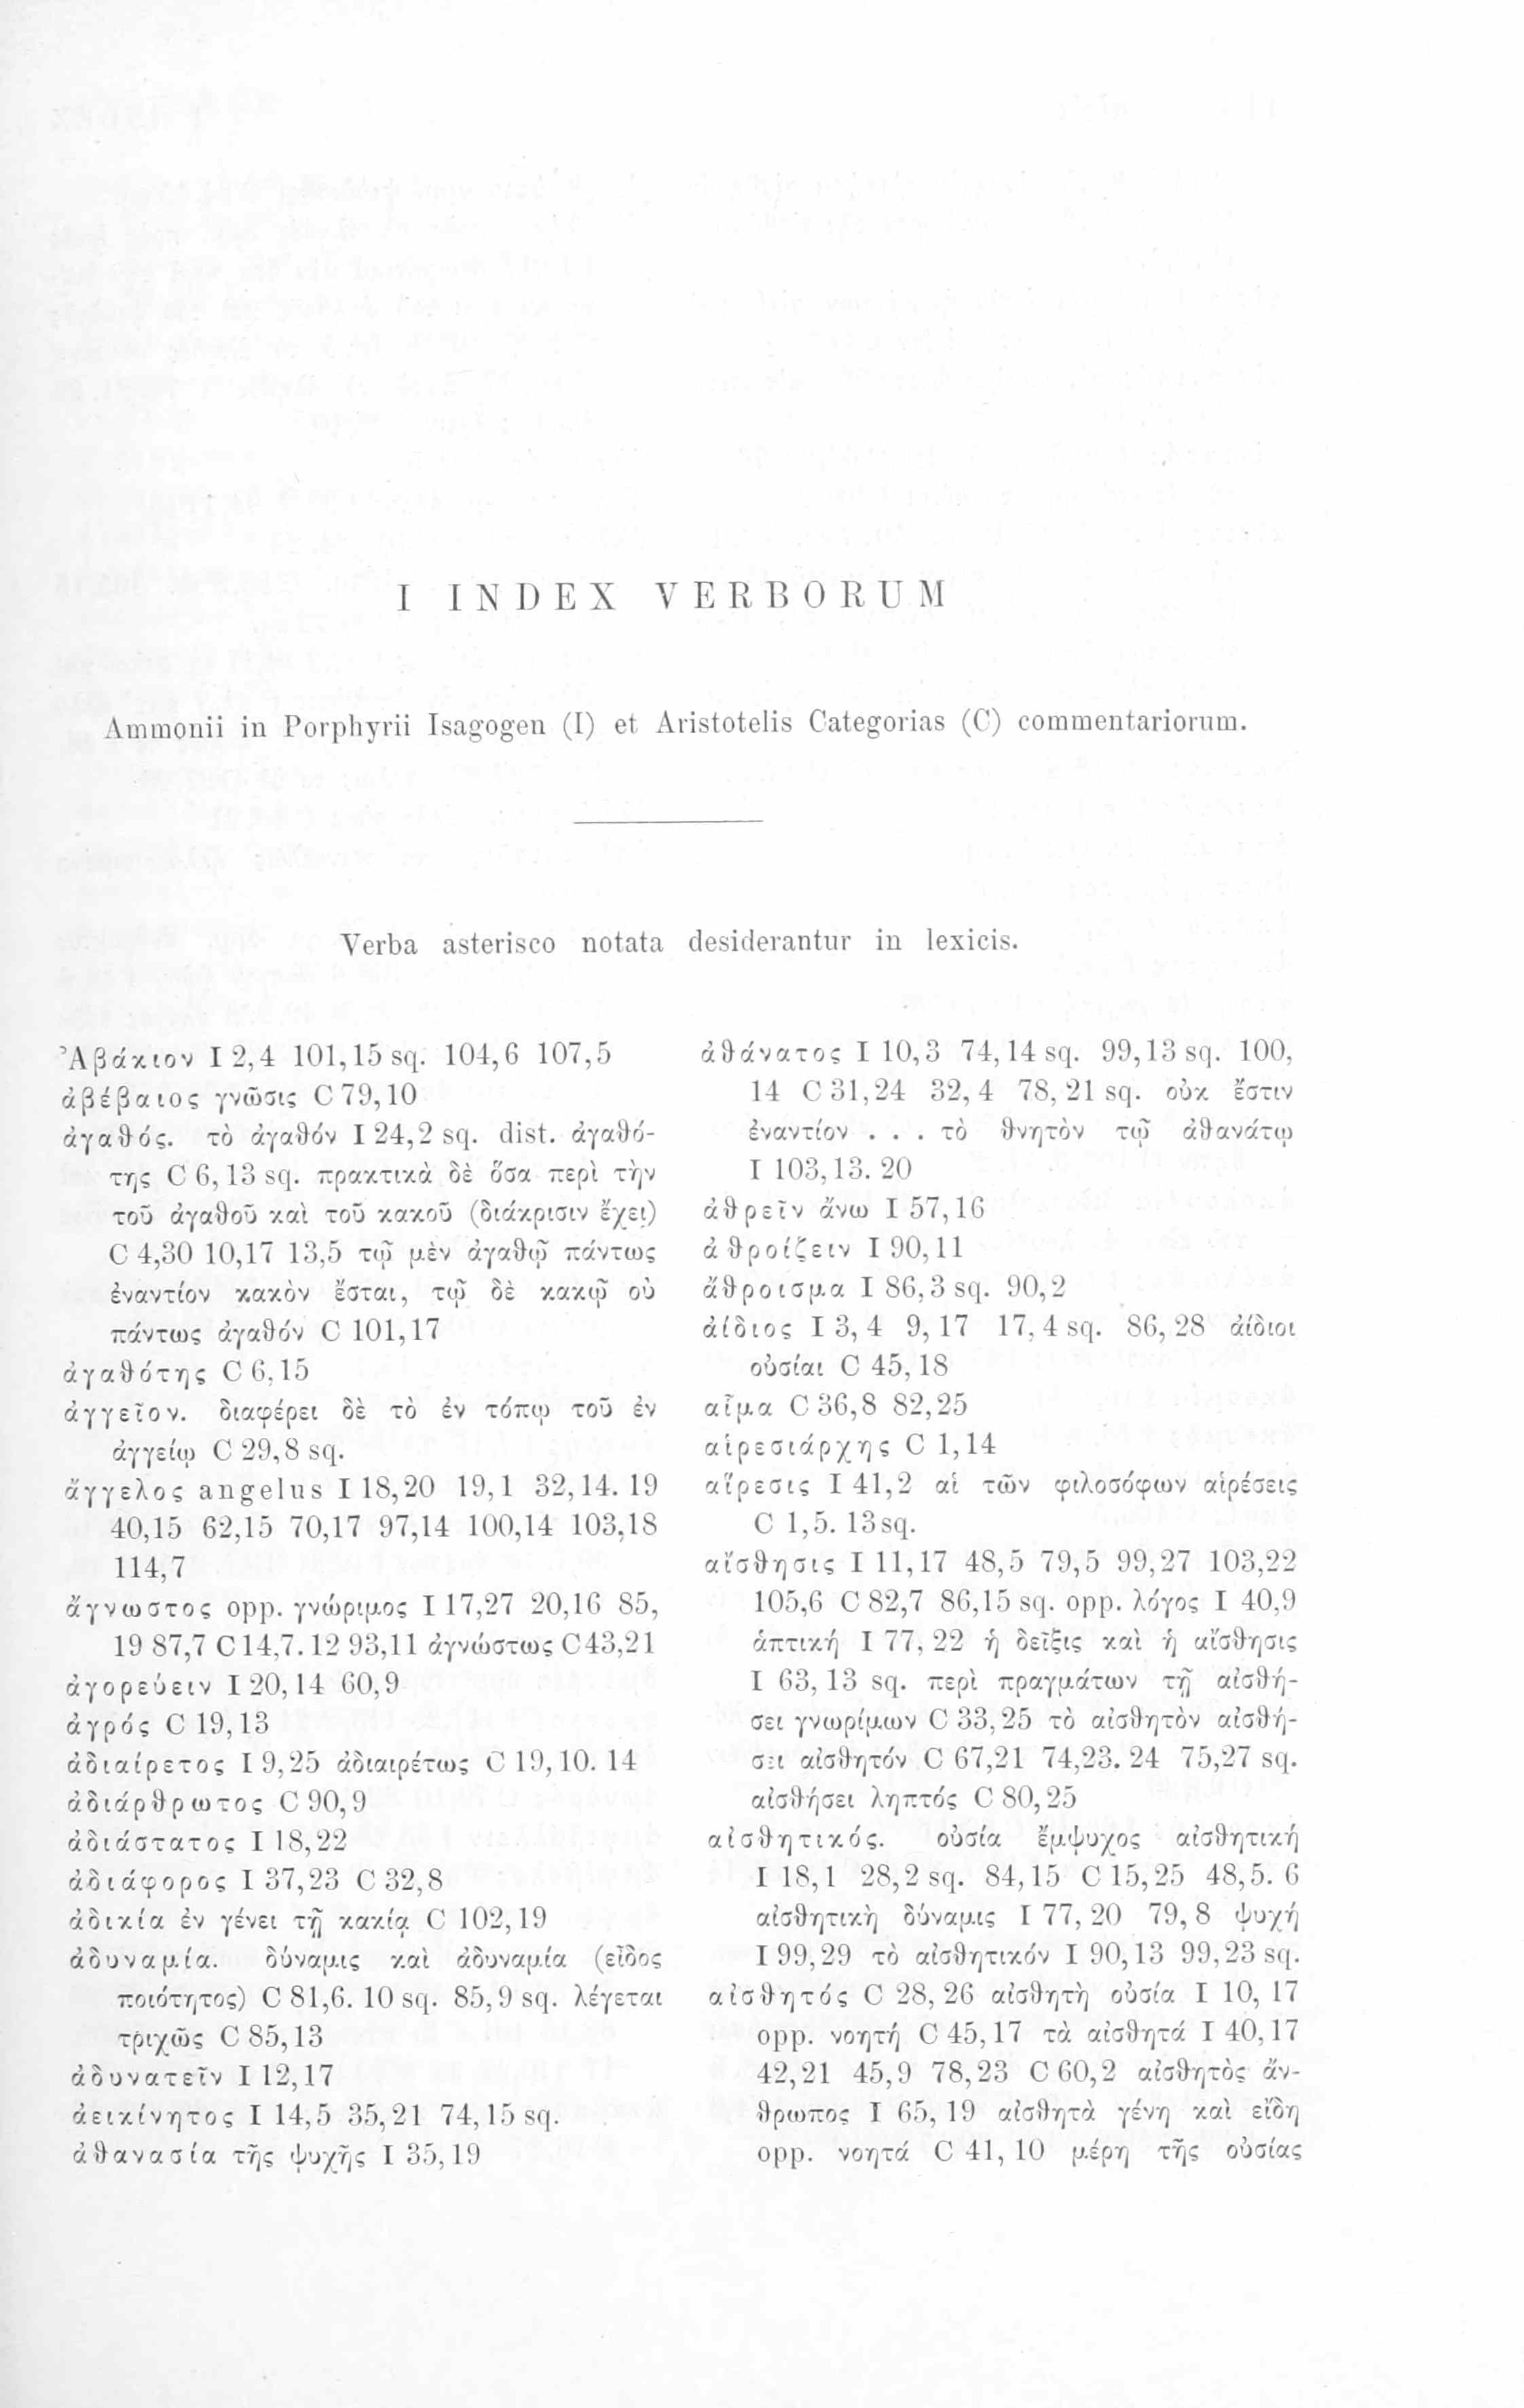 I INDEX VERBORUM
Ammonii in Porphyrii Isagogen (I) et Aristotelis Categorias (C) commentariorum.
Verba asterisco notata desiderantur in lexicis.
Ἀβάκιον I 2,4 101,15 sq. 104,6 107,5
ἀβέβαιος γνῶσις C 79,10
ἀγαθός. τὸ ἀγαθόν I 24,2 sq. dist. ἀγαθό-
της C 6,13 sq. πρακτικὰ δὲ ὅσα περὶ τὴν
τοῦ ἀγαθοῦ καὶ τοῦ κακοῦ (διάκρισιν ἔχει)
C 4,30 10,17 13,5 τῷ μὲν ἀγαθῷ πάντως
ἐναντίον κακὸν ἔσται, τῷ δὲ κακῷ οὐ
πάντως ἀγαθόν C 101,17
ἀγαθότης C 6,15
ἀγγεῖον. διαφέρει δὲ τὸ ἐν τόπῳ τοῦ ἐν
ἀγγείῳ C 29,8 sq.
ἄγγελος angelus I 18,20 19,1 32,14. 19
40,15 62,15 70,17 97,14 100,14 103,18
114,7
ἄγνωστος opp. γνώριμος I 17,27 20,16 85,
19 87,7 C 14,7. 12 93,11 ἀγνώστως C 43,21
ἀγορεύειν I 20,14 60,9
ἀγρός C 19,13
ἀδιαίρετος I 9,25 ἀδιαιρέτως C 19,10. 14
ἀδιάρθρωτος C 90,9
ἀδιάστατος I 18,22
ἀδιάφορος I 37,23 C 32,8
ἀδικία ἐν γένει τῇ κακίᾳ C 102,19
ἀδυναμία. δύναμις καὶ ἀδυναμία (εἶδος
ποιότητος) C 81,6. 10 sq. 85,9 sq. λέγεται
τριχῶς C 85,13
ἀδυνατεῖν I 12,17
ἀεικίνητος I 14,5 35,21 74,15 sq.
ἀθανασία τῆς ψυχῆς I 35,19
ἀθάνατος I 10,3 74,14 sq. 99,13 sq. 100,
14 C 31,24 32,4 78,21 sq. οὐκ ἔστιν
ἐναντίον . . . τὸ θνητὸν τῷ ἀθανάτῳ
I 103,13. 20
ἀθρεῖν ἄνω I 57,16
ἀθροίζειν I 90,11
ἄθροισμα I 86,3 sq. 90,2
ἀίδιος I 3,4 9,17 17,4 sq. 86,28 ἀίδιοι
οὐσίαι C 45,18
αἷμα C 36,8 82,25
αἱρεσιάρχης C 1,14
αἵρεσις I 41,2 αἱ τῶν φιλοσόφων αἱρέσεις
C 1,5. 13 sq.
αἴσθησις I 11,17 48,5 79,5 99,27 103,22
105,6 C 82,7 86,15 sq. opp. λόγος I 40,9
ἁπτική I 77,22 ἡ δεῖξις καὶ ἡ αἴσθησις
I 63,13 sq. περὶ πραγμάτων τῇ αἰσθή-
σει γνωρίμων C 33,25 τὸ αἰσθητὸν αἰσθή-
σει αἰσθητόν C 67,21 74,23. 24 75,27 sq.
αἰσθήσει ληπτός C 80,25
αἰσθητικός. οὐσία ἔμψυχος αἰσθητική
I 18,1 28,2 sq. 84,15 C 15,25 48,5. 6
αἰσθητικὴ δύναμις I 77,20 79,8 ψυχή
I 99,29 τὸ αἰσθητικόν I 90,13 99,23 sq.
αἰσθητός C 28,26 αἰσθητὴ οὐσία I 10,17
opp. νοητή C 45,17 τὰ αἰσθητά I 40,17
42,21 45,9 78,23 C 60,2 αἰσθητὸς ἄν-
θρωπος I 65,19 αἰσθητὰ γένη καὶ εἴδη
opp. νοητά C 41,10 μέρη τῆς οὐσίας